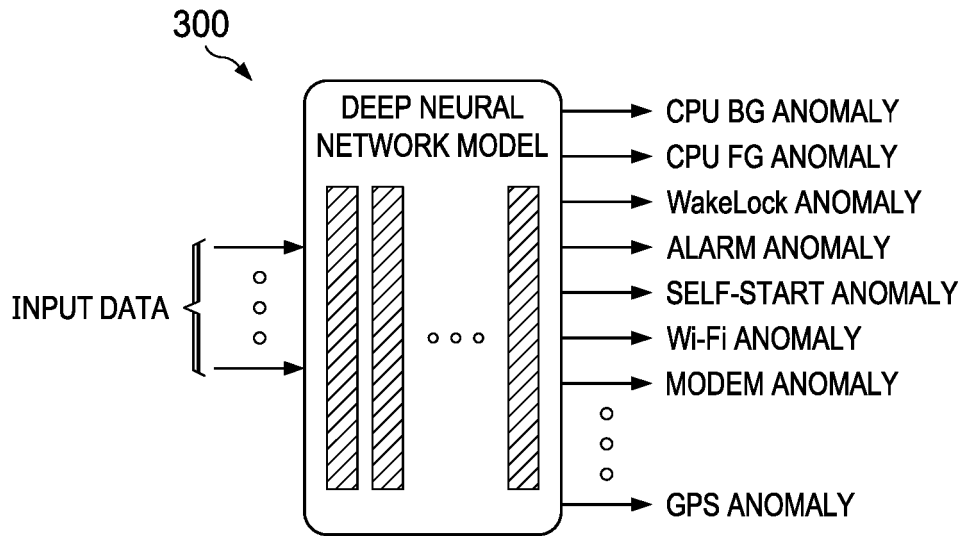 300
DEEP NEURAL
NETWORK MODEL
INPUT DATA
CPU BG ANOMALY
CPU FG ANOMALY
WakeLock ANOMALY
ALARM ANOMALY
SELF-START ANOMALY
Wi-Fi ANOMALY
MODEM ANOMALY
GPS ANOMALY